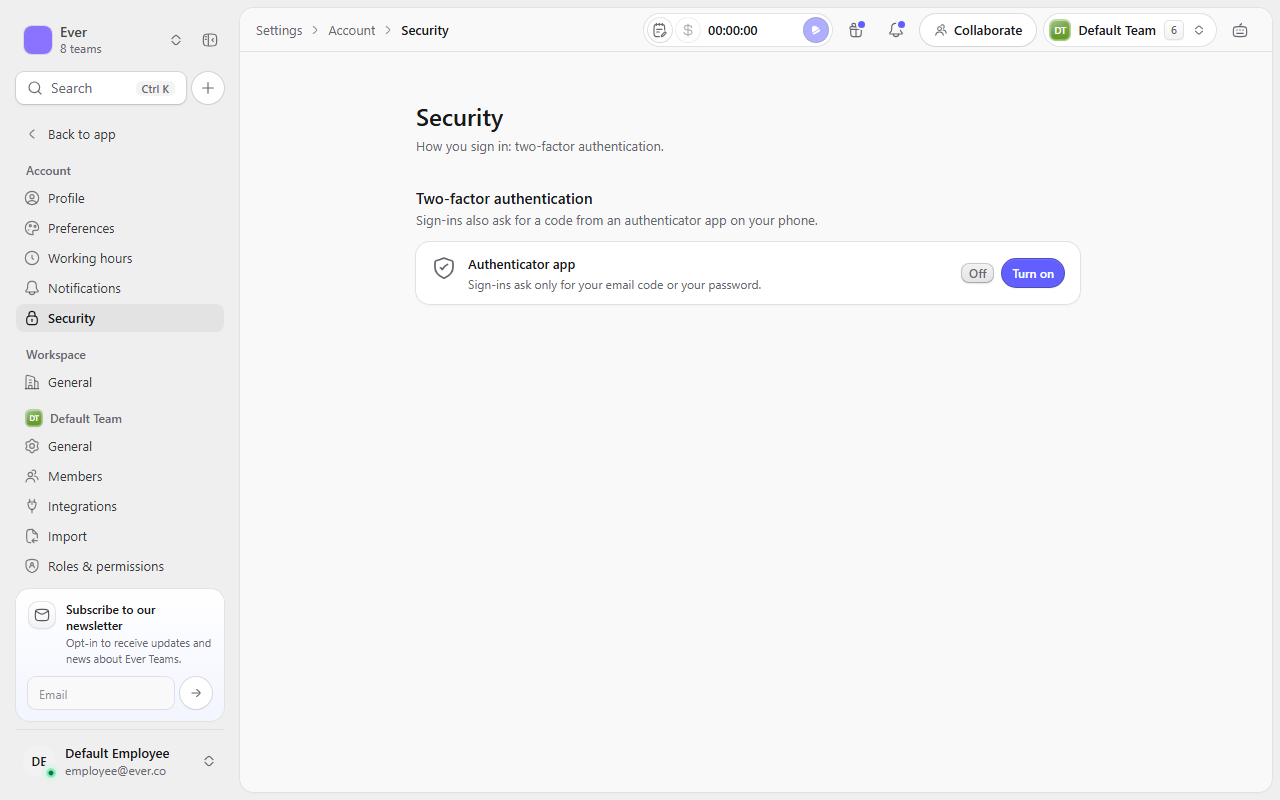 Ever
8 teams
Search
Ctrl K
Back to app
Account
Profile
Preferences
Working hours
Notifications
Security
Workspace
General
DT
Default Team
General
Members
Integrations
Import
Roles & permissions
Subscribe to our
newsletter
Opt-in to receive updates and
news about Ever Teams.
Email
DE
Default Employee
employee@ever.co
Settings
Account
Security
$
00:00:00
Collaborate
DT
Default Team
6
Security
How you sign in: two-factor authentication.
Two-factor authentication
Sign-ins also ask for a code from an authenticator app on your phone.
Authenticator app
Sign-ins ask only for your email code or your password.
Off
Turn on